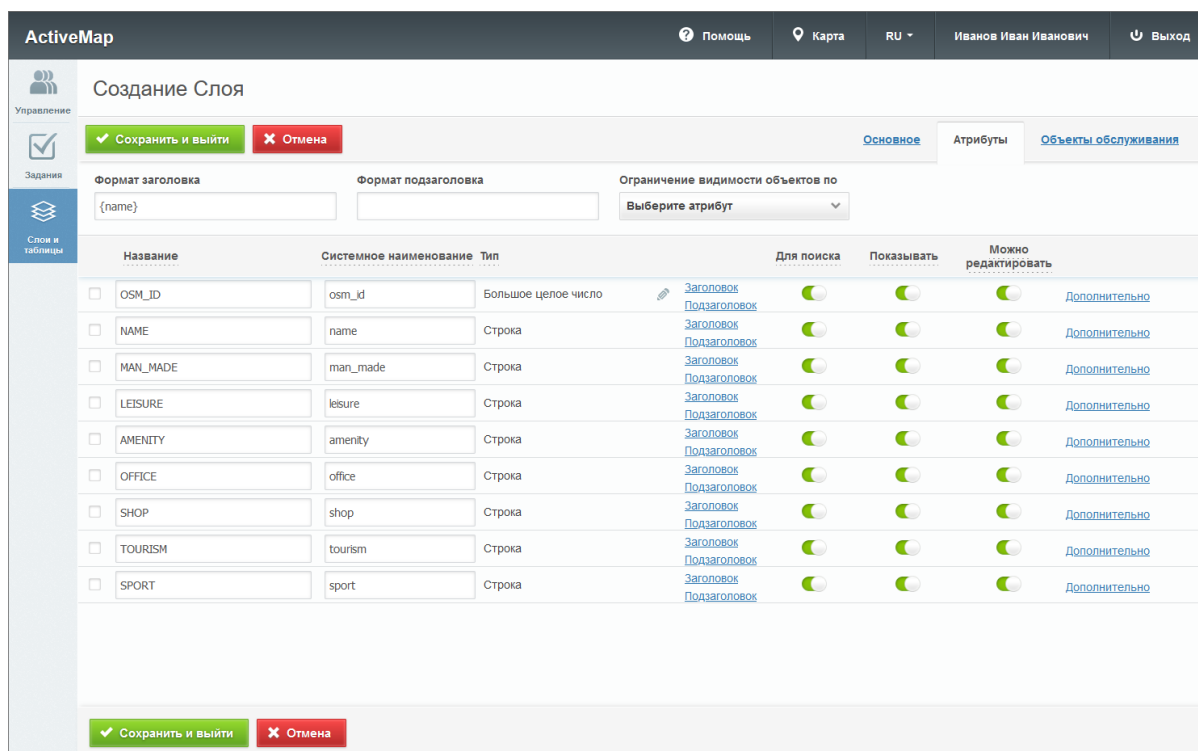 ActiveMap
Помощь
Карта
RU
Иванов Иван Иванович
Выход
Управление
Задания
Слои и
таблицы
Создание Слоя
Сохранить и выйти
Отмена
Основное
Атрибуты
Объекты обслуживания
Формат заголовка
Формат подзаголовка
Ограничение видимости объектов по
{name}
Выберите атрибут
Название
Системное наименование
Тип
Для поиска
Показывать
Можно
редактировать
OSM_ID
osm_id
Большое целое число
Заголовок
Подзаголовок
Дополнительно
NAME
name
Строка
Заголовок
Подзаголовок
Дополнительно
MAN_MADE
man_made
Строка
Заголовок
Подзаголовок
Дополнительно
LEISURE
leisure
Строка
Заголовок
Подзаголовок
Дополнительно
AMENITY
amenity
Строка
Заголовок
Подзаголовок
Дополнительно
OFFICE
office
Строка
Заголовок
Подзаголовок
Дополнительно
SHOP
shop
Строка
Заголовок
Подзаголовок
Дополнительно
TOURISM
tourism
Строка
Заголовок
Подзаголовок
Дополнительно
SPORT
sport
Строка
Заголовок
Подзаголовок
Дополнительно
Сохранить и выйти
Отмена